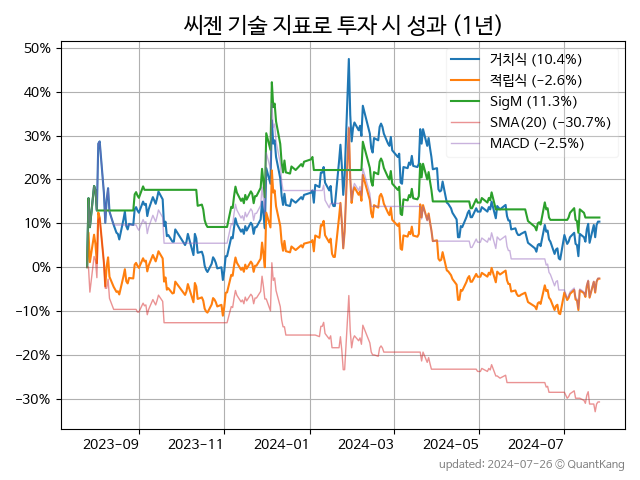 씨젠 기술 지표로 투자 시 성과 (1년)
50%
40%
30%
20%
10%
0%
−10%
−20%
−30%
거치식 (10.4%)
적립식 (−2.6%)
SigM (11.3%)
SMA(20) (−30.7%)
MACD (−2.5%)
2023−09
2023−11
2024−01
2024−03
2024−05
2024−07
updated: 2024-07-26 © QuantKang